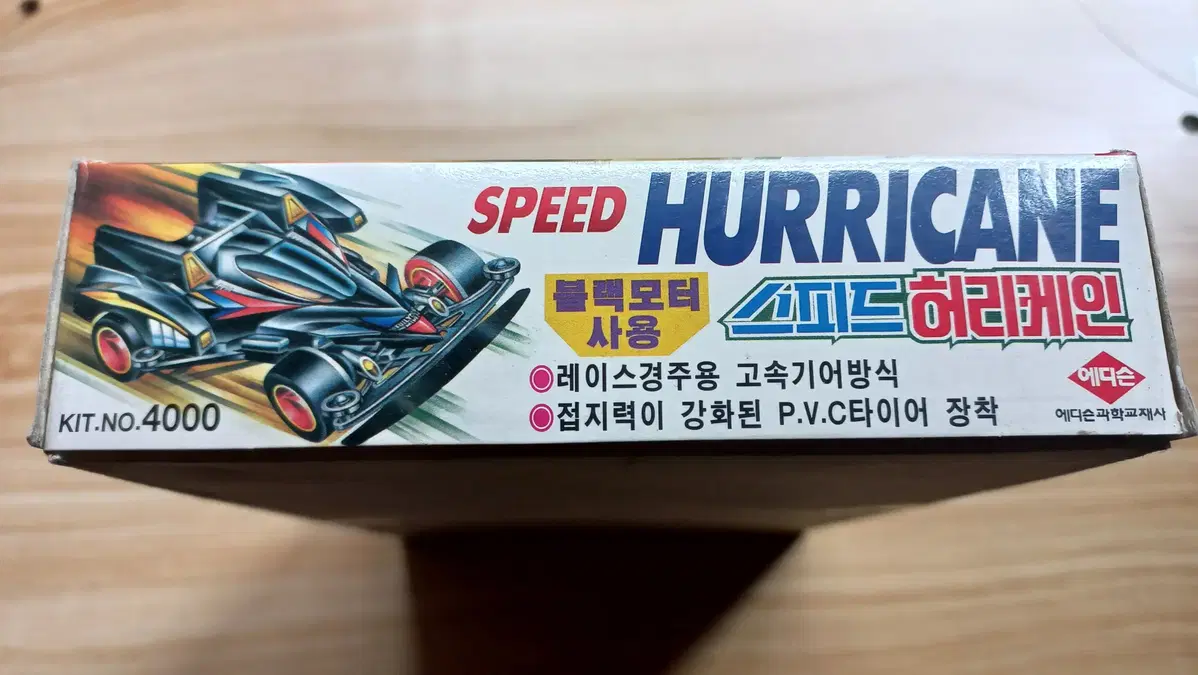 SPEED HURRICANE
블랙모터
사용
스피드 허리케인
레이스경주용 고속기어방식
접지력이 강화된 P.V.C타이어 장착
KIT.NO.4000
에디슨
에디슨과학교재사